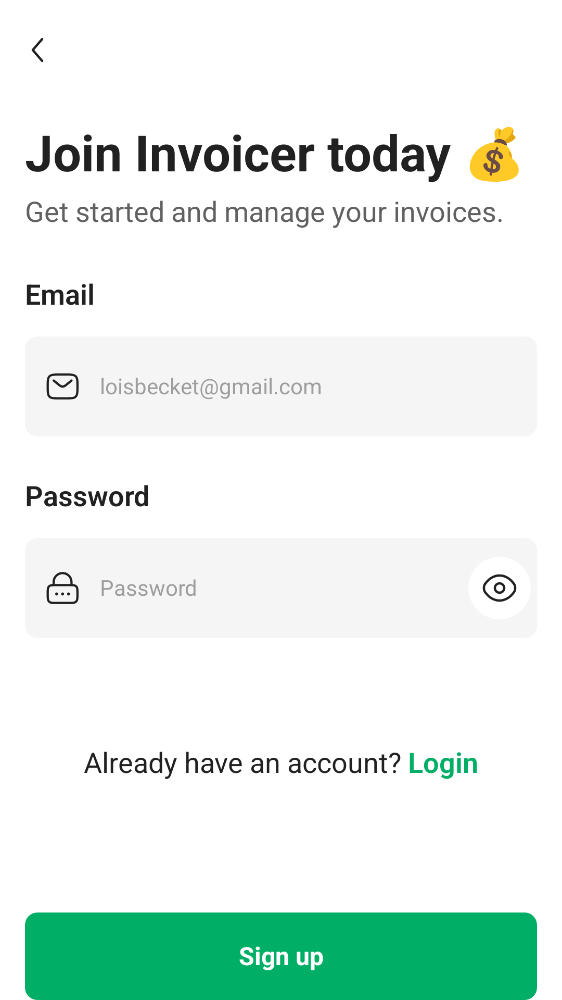 Join Invoicer today 💰
Get started and manage your invoices.
Email
loisbecket@gmail.com
Password
Password
Already have an account? Login
Sign up